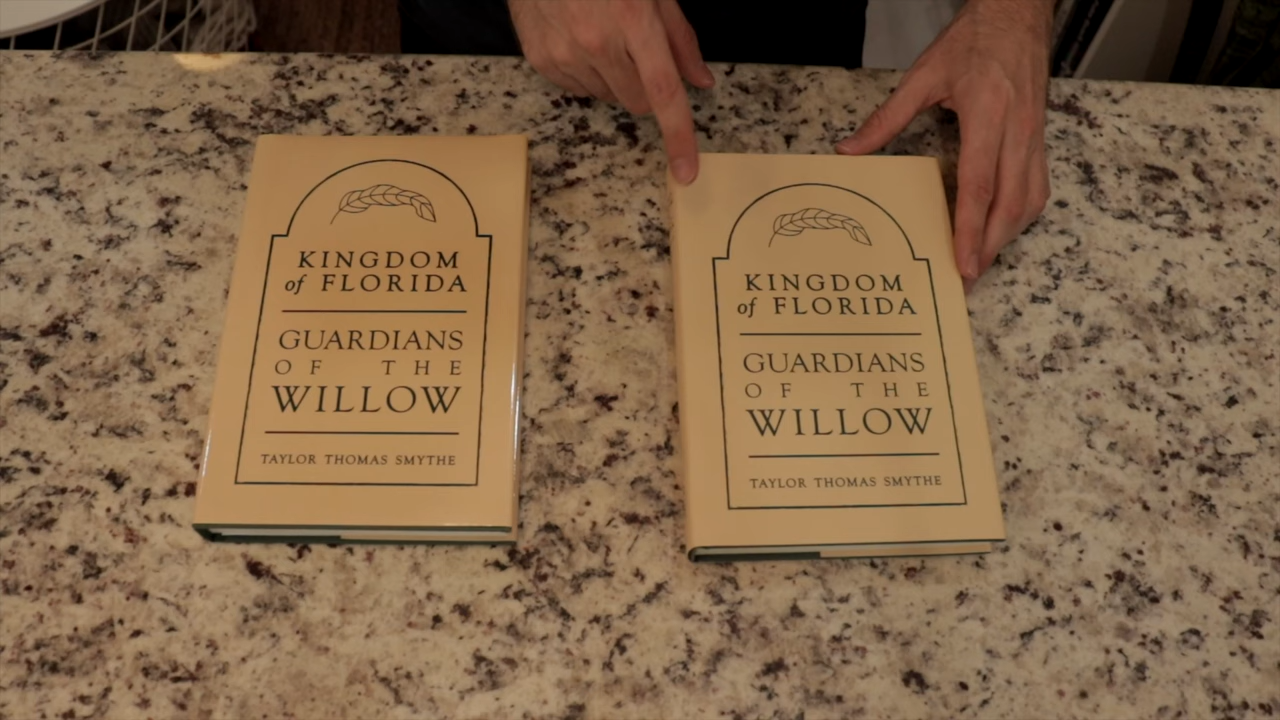 KINGDOM
of FLORIDA
GUARDIANS
OF THE
WILLOW
TAYLOR THOMAS SMYTHE
KINGDOM
of FLORIDA
GUARDIANS
OF THE
WILLOW
TAYLOR THOMAS SMYTHE